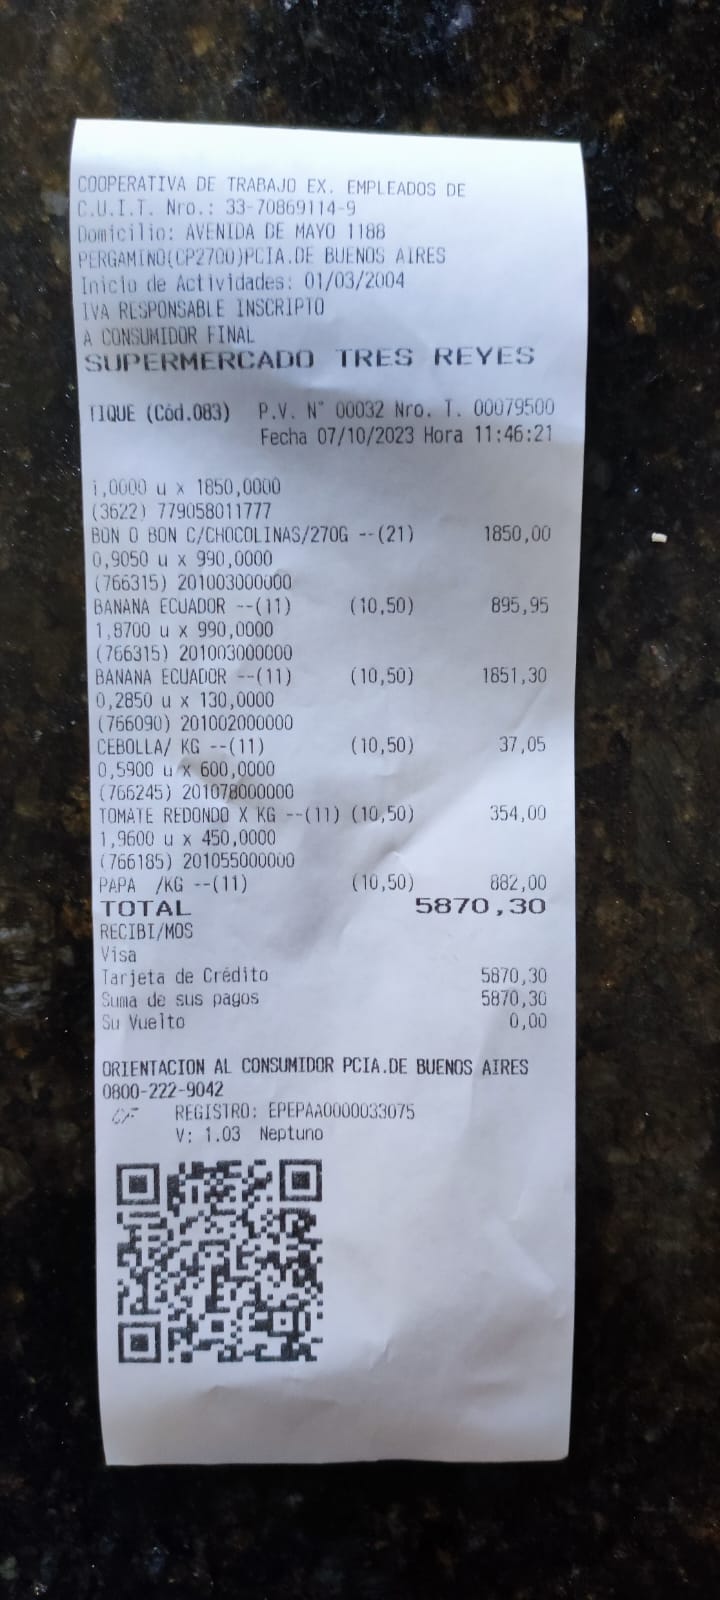 COOPERATIVA DE TRABAJO EX. EMPLEADOS DE
C.U.I.T. Nro.: 33-70869114-9
Domicilio: AVENIDA DE MAYO 1188
PERGAMINO(CP2700)PCIA.DE BUENOS AIRES
Inicio de Actividades: 01/03/2004
IVA RESPONSABLE INSCRIPTO
A CONSUMIDOR FINAL
SUPERMERCADO TRES REYES
TIQUE (Cód.083) P.V. N° 00032 Nro. T. 00079500
Fecha 07/10/2023 Hora 11:46:21
1,0000 u x 1850,0000
(3622) 779058011777
BON O BON C/CHOCOLINAS/270G --(21) 1850,00
0,9050 u x 990,0000
(766315) 201003000000
BANANA ECUADOR --(11) (10,50) 895,95
1,8700 u x 990,0000
(766315) 201003000000
BANANA ECUADOR --(11) (10,50) 1851,30
0,2850 u x 130,0000
(766090) 201002000000
CEBOLLA/ KG --(11) (10,50) 37,05
0,5900 u x 600,0000
(766245) 201078000000
TOMATE REDONDO X KG --(11) (10,50) 354,00
1,9600 u x 450,0000
(766185) 201055000000
PAPA /KG --(11) (10,50) 882,00
TOTAL 5870,30
RECIBI/MOS
Visa
Tarjeta de Crédito 5870,30
Suma de sus pagos 5870,30
Su Vuelto 0,00
ORIENTACION AL CONSUMIDOR PCIA.DE BUENOS AIRES
0800-222-9042
CF REGISTRO: EPEPAA0000033075
V: 1.03 Neptuno